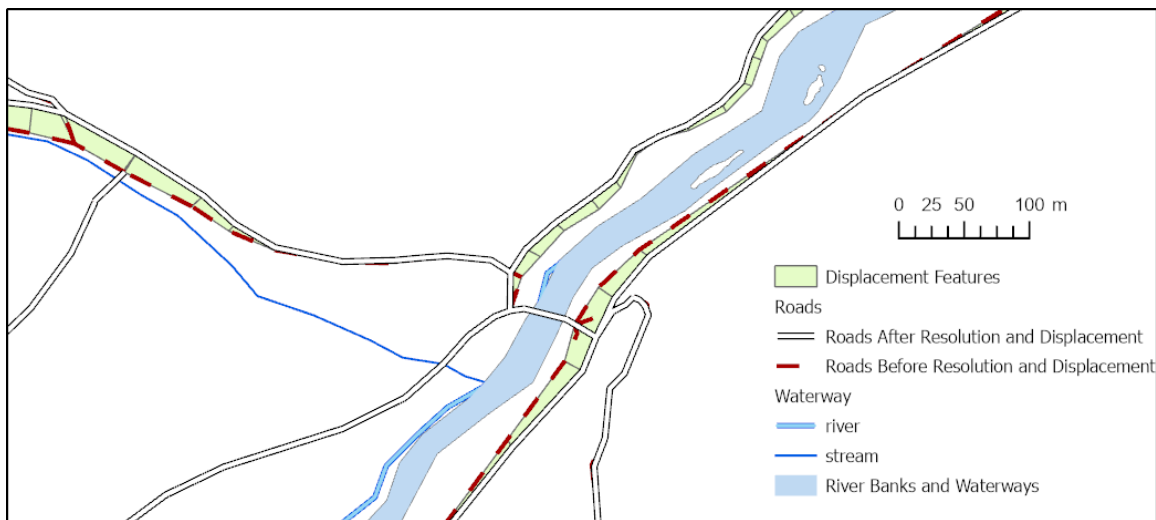 0 25 50 100 m
Displacement Features
Roads
Roads After Resolution and Displacement
Roads Before Resolution and Displacement
Waterway
river
stream
River Banks and Waterways